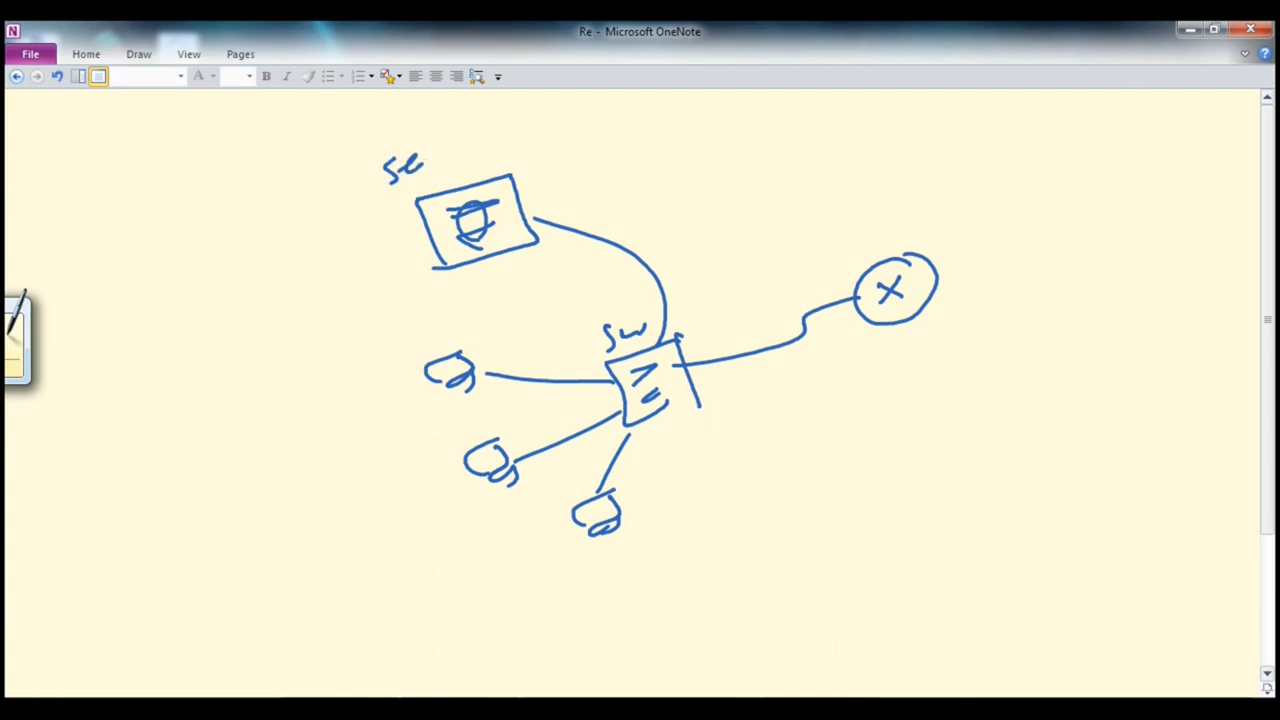 Re - Microsoft OneNote
File Home Draw View Pages
A B I
Se
X
SW